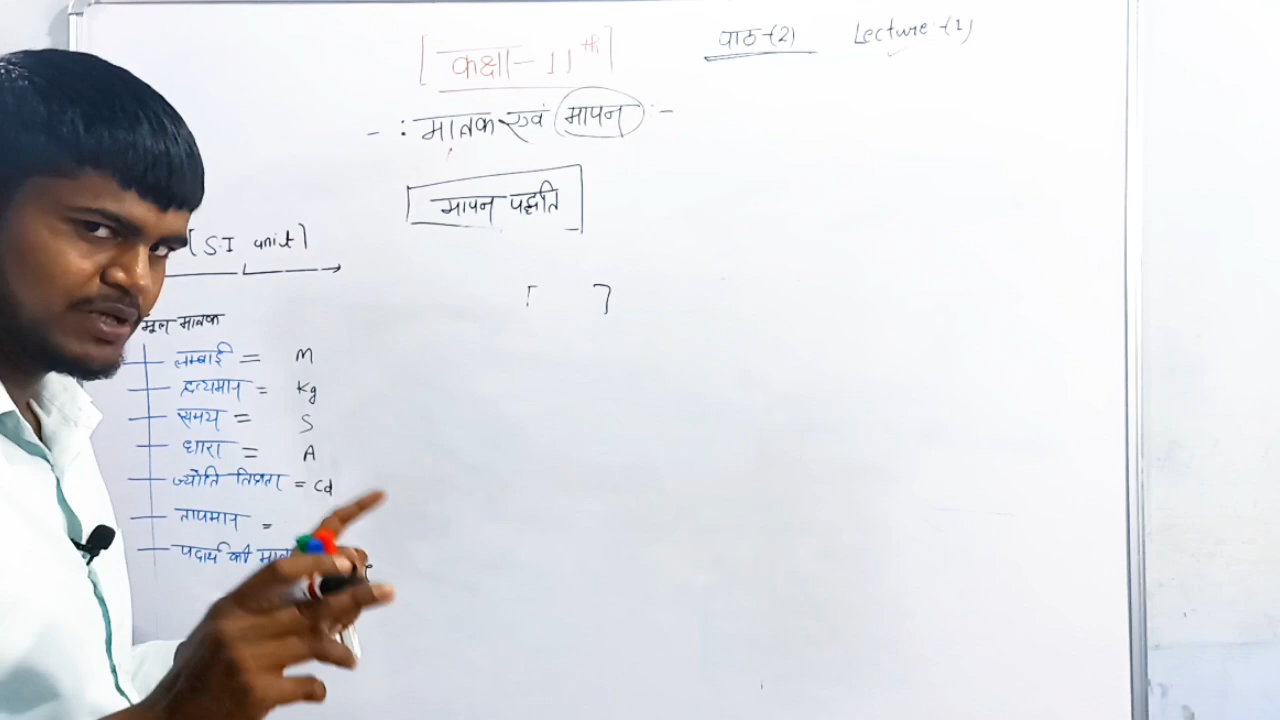 पाठ-(2) Lecture-(1)
[कक्षा-11th]
-: मात्रक एवं मापन :-
मापन पद्धति
[S.I unit]
[ ]
मूल मात्रक
लम्बाई = M
द्रव्यमान = Kg
समय = S
धारा = A
ज्योति तिव्रता = Cd
तापमान =
पदार्थ की